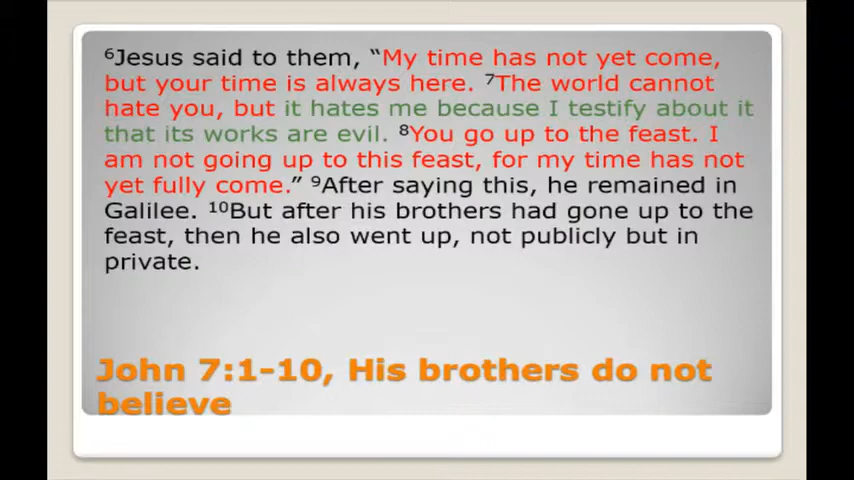 ⁶Jesus said to them, “My time has not yet come,
but your time is always here. ⁷The world cannot
hate you, but it hates me because I testify about it
that its works are evil. ⁸You go up to the feast. I
am not going up to this feast, for my time has not
yet fully come.” ⁹After saying this, he remained in
Galilee. ¹⁰But after his brothers had gone up to the
feast, then he also went up, not publicly but in
private.
John 7:1-10, His brothers do not
believe